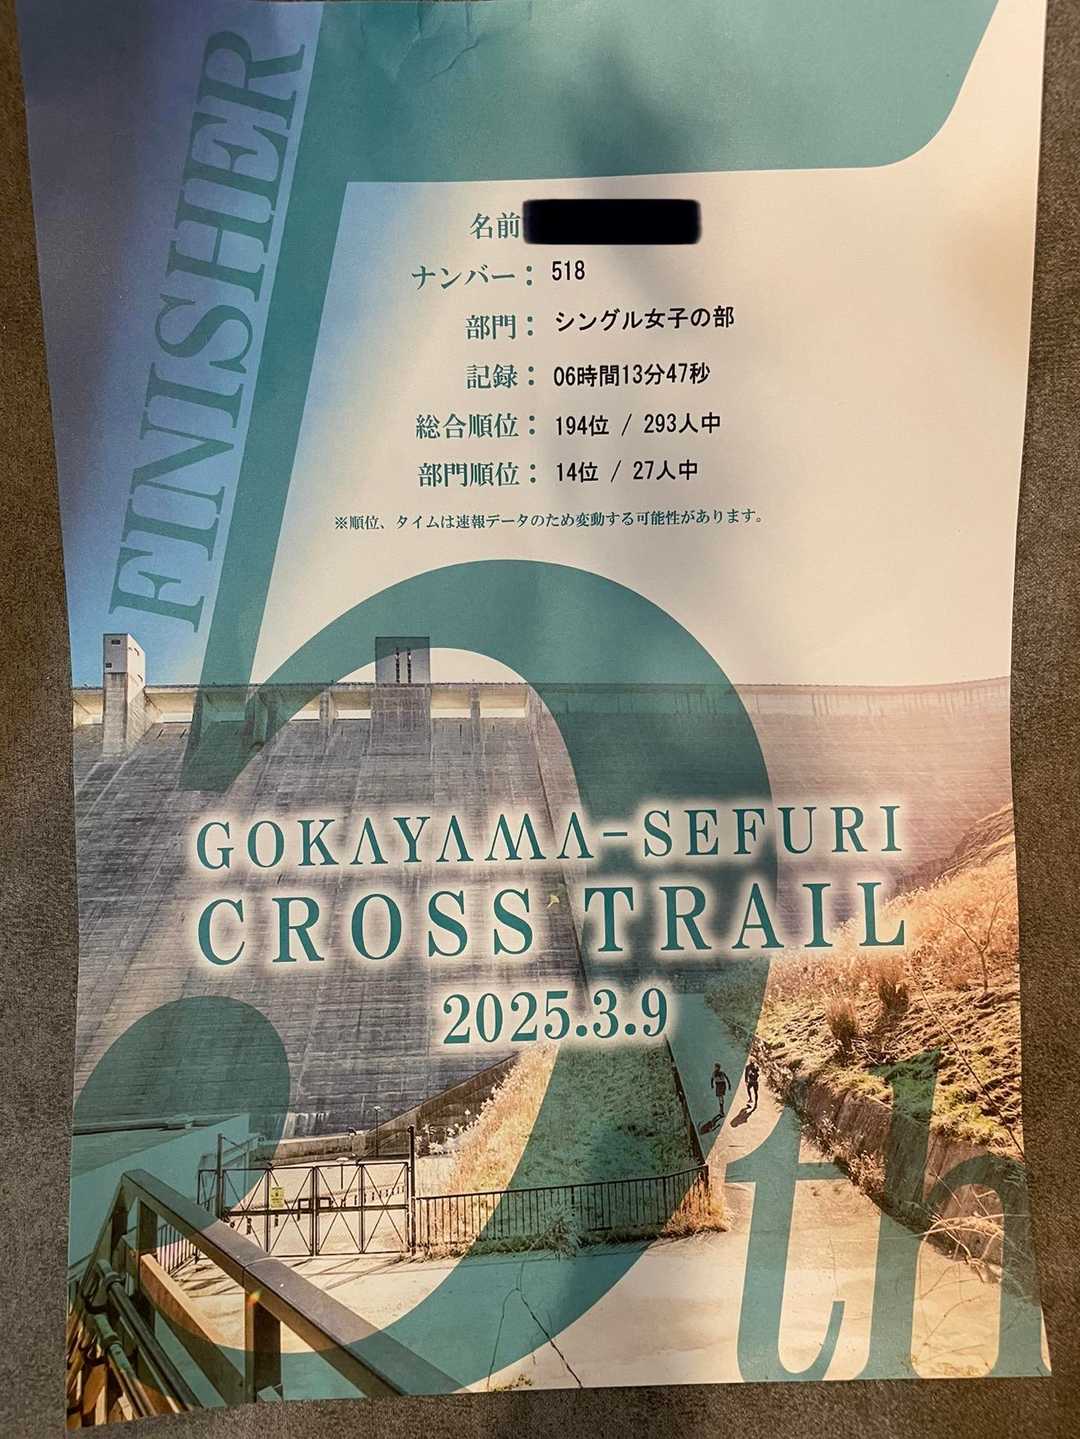 FINISHER
名前
ナンバー： 518
部門： シングル女子の部
記録： 06時間13分47秒
総合順位： 194位 / 293人中
部門順位： 14位 / 27人中
※順位、タイムは速報データのため変動する可能性があります。
GOKAYAMA-SEFURI
CROSS TRAIL
2025.3.9
5th